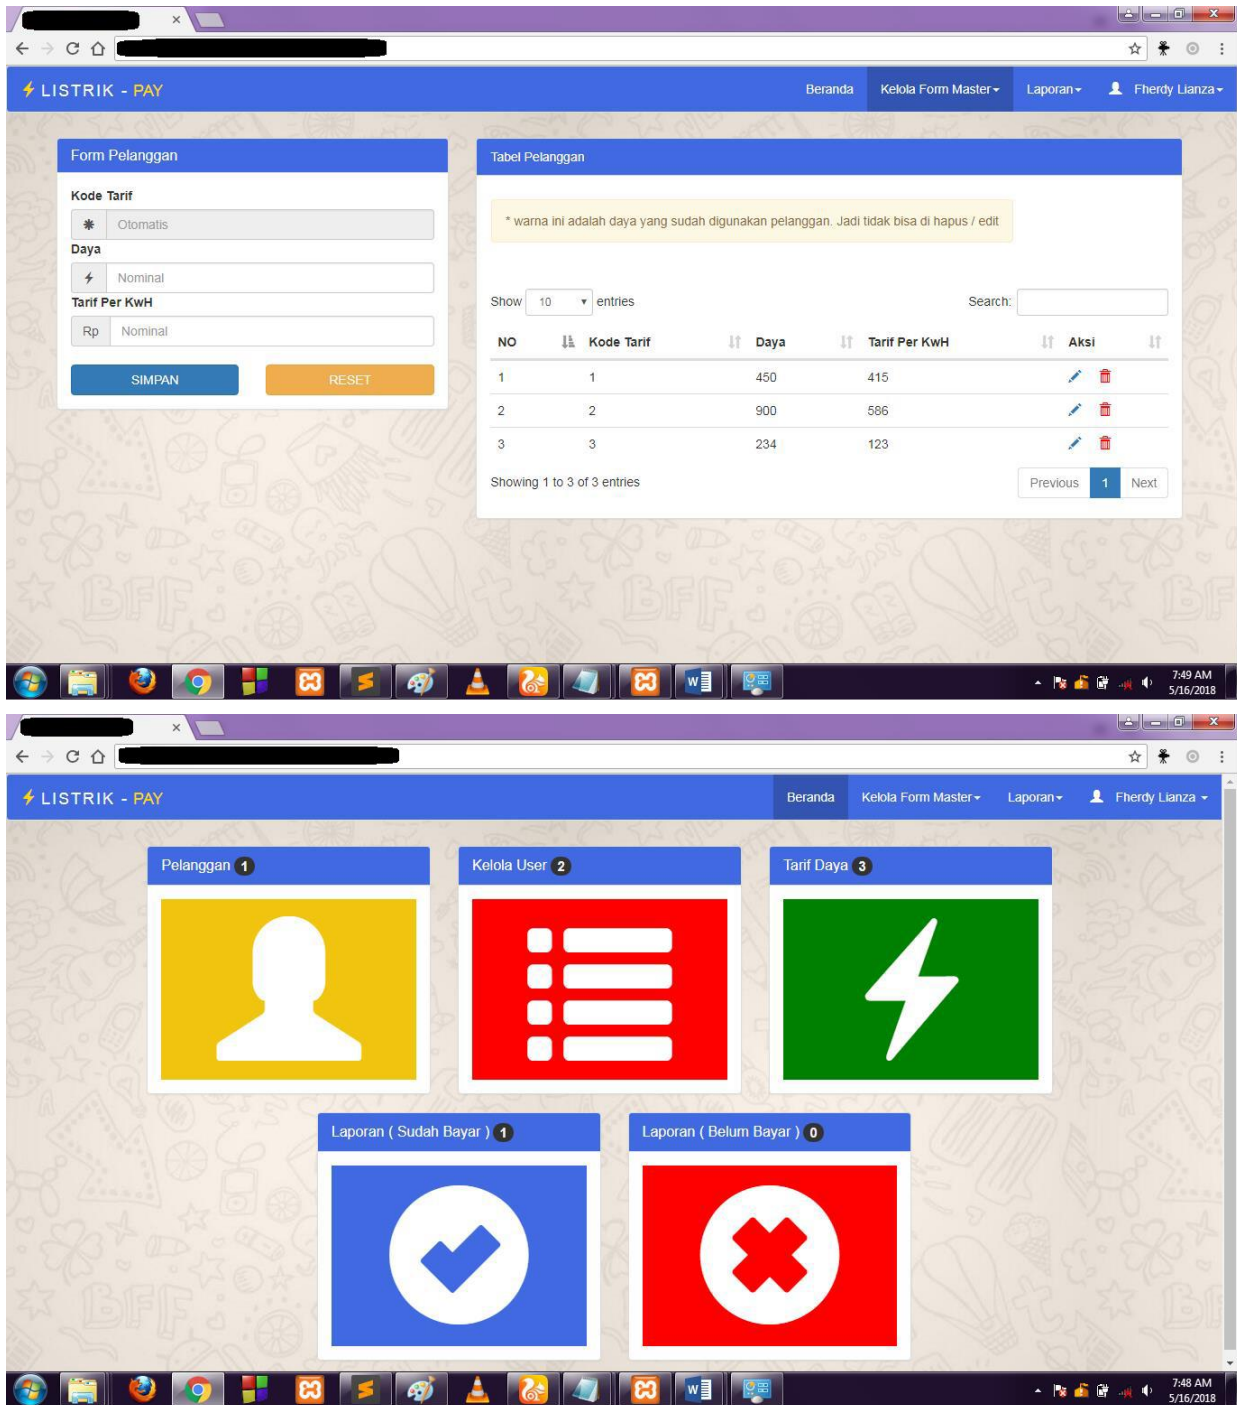 LISTRIK - PAY
Beranda Kelola Form Master Laporan Fherdy Lianza
Form Pelanggan
Kode Tarif
Otomatis
Daya
Nominal
Tarif Per KwH
Rp Nominal
SIMPAN RESET
Tabel Pelanggan
* warna ini adalah daya yang sudah digunakan pelanggan. Jadi tidak bisa di hapus / edit
Show 10 entries Search:
NO Kode Tarif Daya Tarif Per KwH Aksi
1 1 450 415
2 2 900 586
3 3 234 123
Showing 1 to 3 of 3 entries Previous 1 Next
BFF BFF BFF
7:49 AM
5/16/2018
LISTRIK - PAY
Beranda Kelola Form Master Laporan Fherdy Lianza
Pelanggan 1 Kelola User 2 Tarif Daya 3
Laporan ( Sudah Bayar ) 1 Laporan ( Belum Bayar ) 0
BFF
7:48 AM
5/16/2018